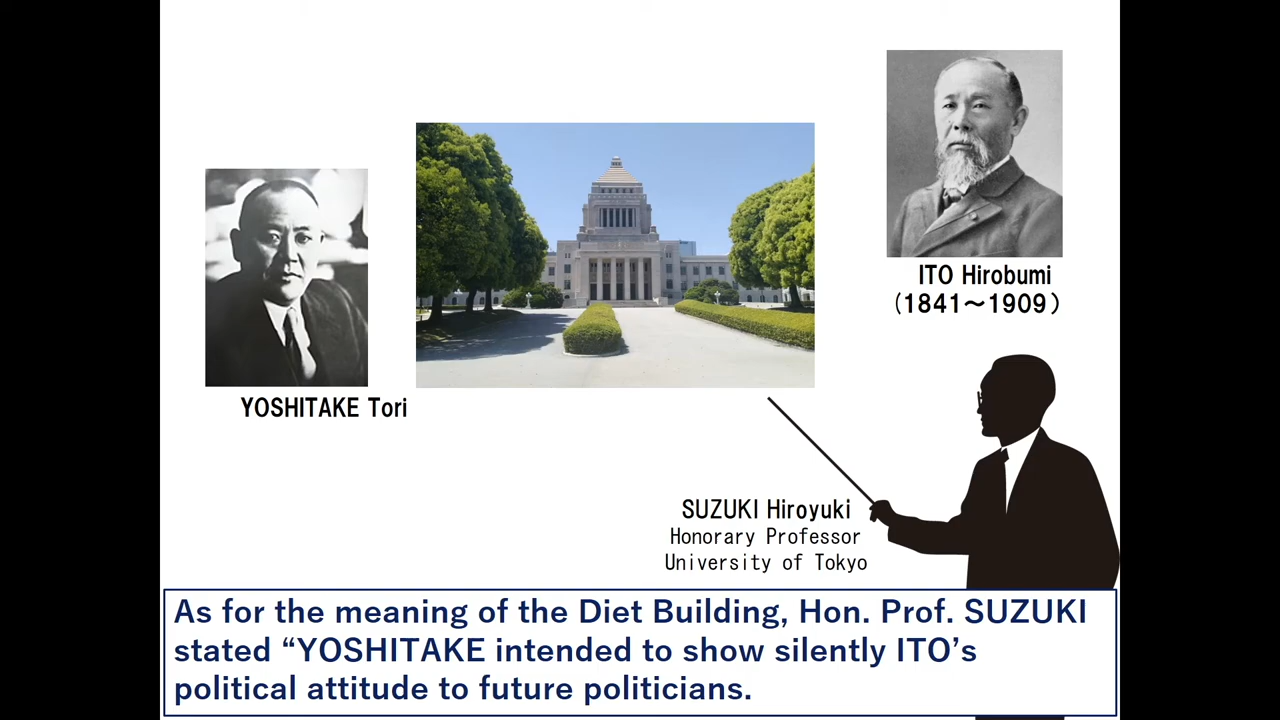 ITO Hirobumi
(1841～1909)
YOSHITAKE Tori
SUZUKI Hiroyuki
Honorary Professor
University of Tokyo
As for the meaning of the Diet Building, Hon. Prof. SUZUKI
stated “YOSHITAKE intended to show silently ITO’s
political attitude to future politicians.